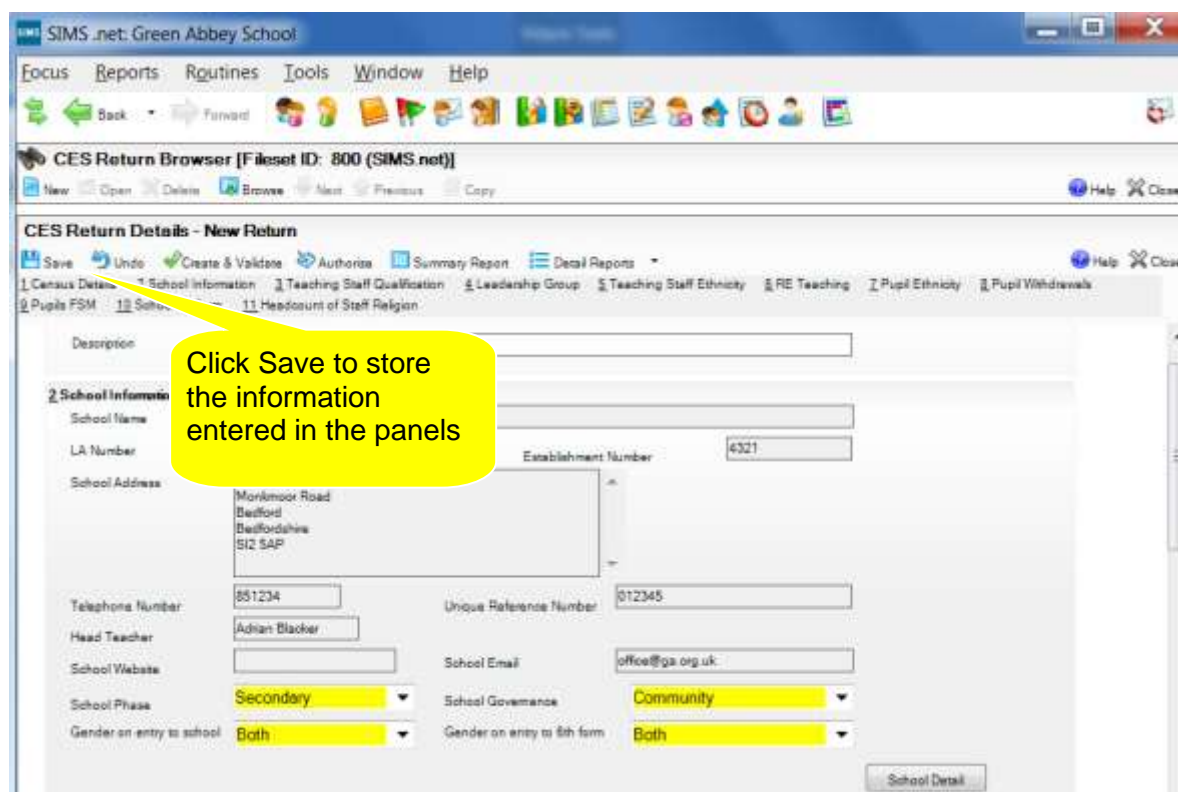 SIMS .net: Green Abbey School
Focus Reports Routines Tools Window Help
Back Forward
CES Return Browser [Fileset ID: 800 (SIMS.net)]
New Open Delete Browse Next Previous Copy Help Close
CES Return Details - New Return
Save Undo Create & Validate Authorise Summary Report Detail Reports Help Close
1 Census Details School Information 3 Teaching Staff Qualification 4 Leadership Group 5 Teaching Staff Ethnicity 6 RE Teaching 7 Pupil Ethnicity 8 Pupil Withdrawals
9 Pupils FSM 10 School 11 Headcount of Staff Religion
Description
Click Save to store
the information
entered in the panels
2 School Information
School Name
LA Number Establishment Number 4321
School Address
Monkmoor Road
Bedford
Bedfordshire
SI2 SAP
Telephone Number 851234 Unique Reference Number 012345
Head Teacher Adrian Blacker
School Website School Email office@ga.org.uk
School Phase Secondary School Governance Community
Gender on entry to school Both Gender on entry to 6th form Both
School Detail